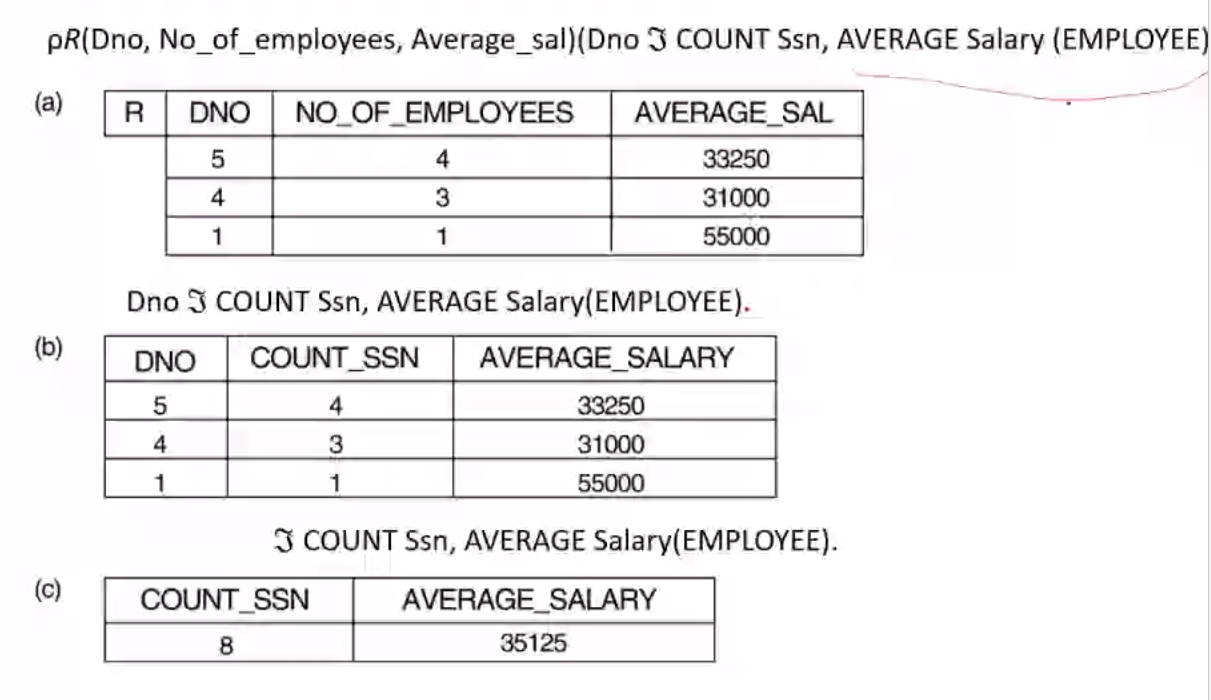 ρR(Dno, No_of_employees, Average_sal)(Dno ℑ COUNT Ssn, AVERAGE Salary (EMPLOYEE)
(a)
R DNO NO_OF_EMPLOYEES AVERAGE_SAL
5 4 33250
4 3 31000
1 1 55000
Dno ℑ COUNT Ssn, AVERAGE Salary(EMPLOYEE).
(b)
DNO COUNT_SSN AVERAGE_SALARY
5 4 33250
4 3 31000
1 1 55000
ℑ COUNT Ssn, AVERAGE Salary(EMPLOYEE).
(c)
COUNT_SSN AVERAGE_SALARY
8 35125